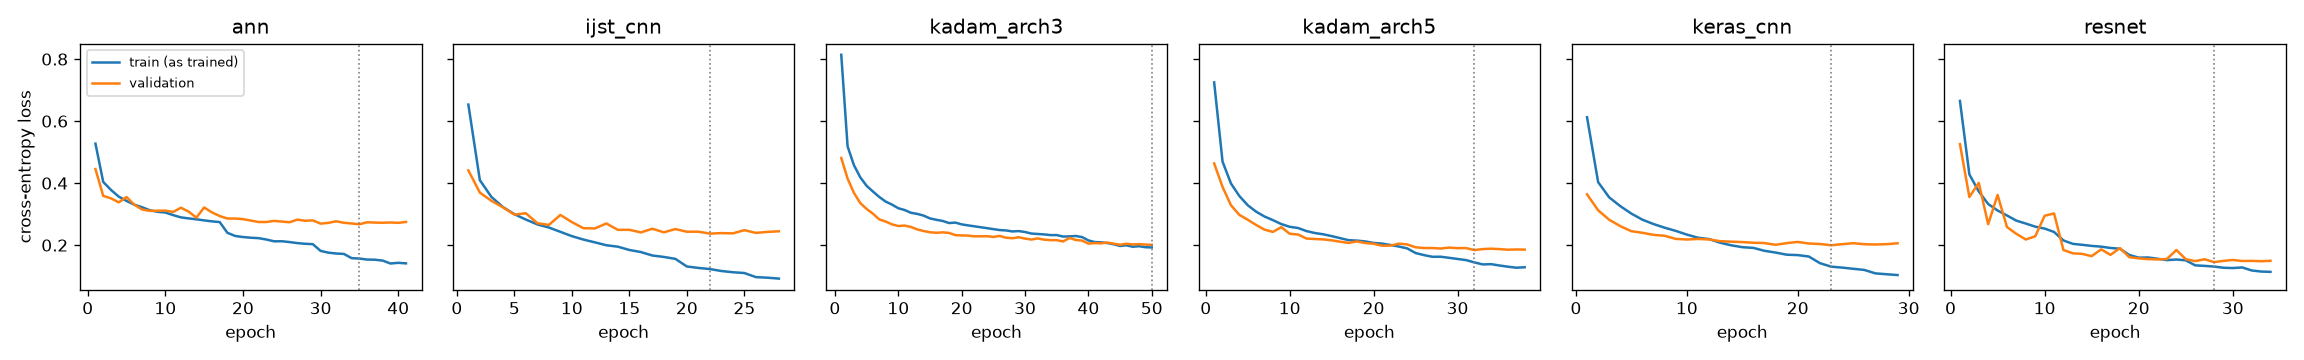 ann
ijst_cnn
kadam_arch3
kadam_arch5
keras_cnn
resnet
cross-entropy loss
0.8
0.6
0.4
0.2
train (as trained)
validation
0 10 20 30 40
0 5 10 15 20 25
0 10 20 30 40 50
0 10 20 30
0 10 20 30
0 10 20 30
epoch
epoch
epoch
epoch
epoch
epoch